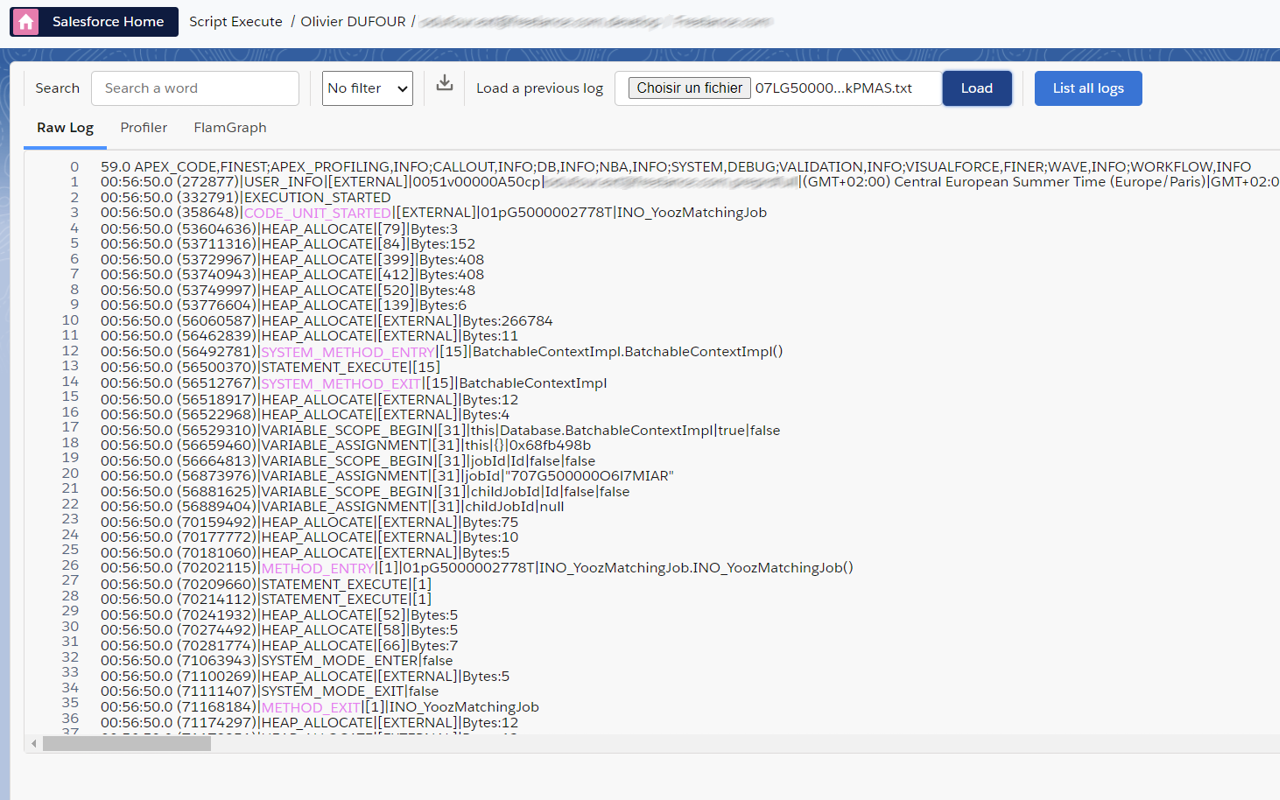 Salesforce Home Script Execute / Olivier DUFOUR /
Search Search a word No filter Load a previous log Choisir un fichier 07LG50000...kPMAS.txt Load List all logs
Raw Log Profiler FlamGraph
0 59.0 APEX_CODE,FINEST;APEX_PROFILING,INFO;CALLOUT,INFO;DB,INFO;NBA,INFO;SYSTEM,DEBUG;VALIDATION,INFO;VISUALFORCE,FINER;WAVE,INFO;WORKFLOW,INFO
1 00:56:50.0 (272877)|USER_INFO|[EXTERNAL]|0051v00000A50cp| |(GMT+02:00) Central European Summer Time (Europe/Paris)|GMT+02:0
2 00:56:50.0 (332791)|EXECUTION_STARTED
3 00:56:50.0 (358648)|CODE_UNIT_STARTED|[EXTERNAL]|01pG5000002778T|INO_YoozMatchingJob
4 00:56:50.0 (53604636)|HEAP_ALLOCATE|[79]|Bytes:3
5 00:56:50.0 (53711316)|HEAP_ALLOCATE|[84]|Bytes:152
6 00:56:50.0 (53729967)|HEAP_ALLOCATE|[399]|Bytes:408
7 00:56:50.0 (53740943)|HEAP_ALLOCATE|[412]|Bytes:408
8 00:56:50.0 (53749997)|HEAP_ALLOCATE|[520]|Bytes:48
9 00:56:50.0 (53776604)|HEAP_ALLOCATE|[139]|Bytes:6
10 00:56:50.0 (56060587)|HEAP_ALLOCATE|[EXTERNAL]|Bytes:266784
11 00:56:50.0 (56462839)|HEAP_ALLOCATE|[EXTERNAL]|Bytes:11
12 00:56:50.0 (56492781)|SYSTEM_METHOD_ENTRY|[15]|BatchableContextImpl.BatchableContextImpl()
13 00:56:50.0 (56500370)|STATEMENT_EXECUTE|[15]
14 00:56:50.0 (56512767)|SYSTEM_METHOD_EXIT|[15]|BatchableContextImpl
15 00:56:50.0 (56518917)|HEAP_ALLOCATE|[EXTERNAL]|Bytes:12
16 00:56:50.0 (56522968)|HEAP_ALLOCATE|[EXTERNAL]|Bytes:4
17 00:56:50.0 (56529310)|VARIABLE_SCOPE_BEGIN|[31]|this|Database.BatchableContextImpl|true|false
18 00:56:50.0 (56659460)|VARIABLE_ASSIGNMENT|[31]|this|{}|0x68fb498b
19 00:56:50.0 (56664813)|VARIABLE_SCOPE_BEGIN|[31]|jobId|Id|false|false
20 00:56:50.0 (56873976)|VARIABLE_ASSIGNMENT|[31]|jobId|"707G500000O6I7MIAR"
21 00:56:50.0 (56881625)|VARIABLE_SCOPE_BEGIN|[31]|childJobId|Id|false|false
22 00:56:50.0 (56889404)|VARIABLE_ASSIGNMENT|[31]|childJobId|null
23 00:56:50.0 (70159492)|HEAP_ALLOCATE|[EXTERNAL]|Bytes:75
24 00:56:50.0 (70177772)|HEAP_ALLOCATE|[EXTERNAL]|Bytes:10
25 00:56:50.0 (70181060)|HEAP_ALLOCATE|[EXTERNAL]|Bytes:5
26 00:56:50.0 (70202115)|METHOD_ENTRY|[1]|01pG5000002778T|INO_YoozMatchingJob.INO_YoozMatchingJob()
27 00:56:50.0 (70209660)|STATEMENT_EXECUTE|[1]
28 00:56:50.0 (70214112)|STATEMENT_EXECUTE|[1]
29 00:56:50.0 (70241932)|HEAP_ALLOCATE|[52]|Bytes:5
30 00:56:50.0 (70274492)|HEAP_ALLOCATE|[58]|Bytes:5
31 00:56:50.0 (70281774)|HEAP_ALLOCATE|[66]|Bytes:7
32 00:56:50.0 (71063943)|SYSTEM_MODE_ENTER|false
33 00:56:50.0 (71100269)|HEAP_ALLOCATE|[EXTERNAL]|Bytes:5
34 00:56:50.0 (71111407)|SYSTEM_MODE_EXIT|false
35 00:56:50.0 (71168184)|METHOD_EXIT|[1]|INO_YoozMatchingJob
36 00:56:50.0 (71174297)|HEAP_ALLOCATE|[EXTERNAL]|Bytes:12
37